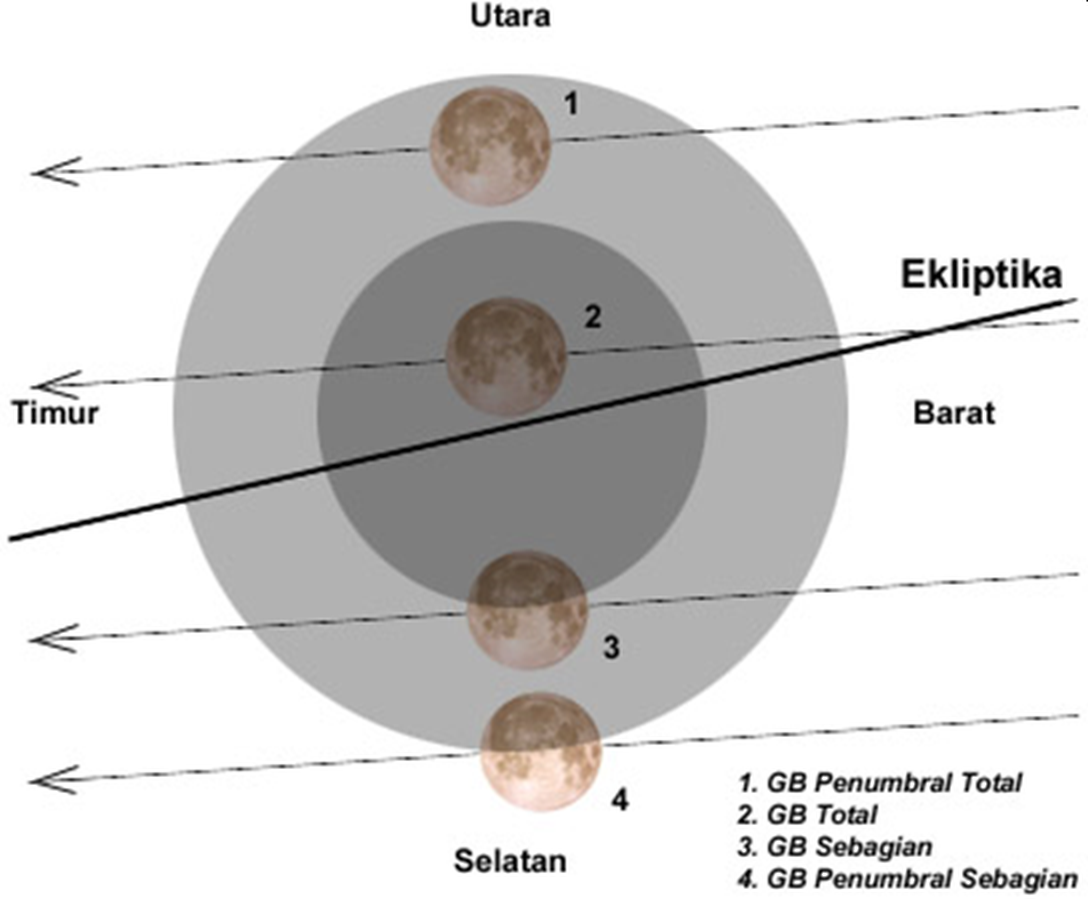 Utara
1
Ekliptika
2
Timur
Barat
3
4
1. GB Penumbral Total
2. GB Total
3. GB Sebagian
4. GB Penumbral Sebagian
Selatan